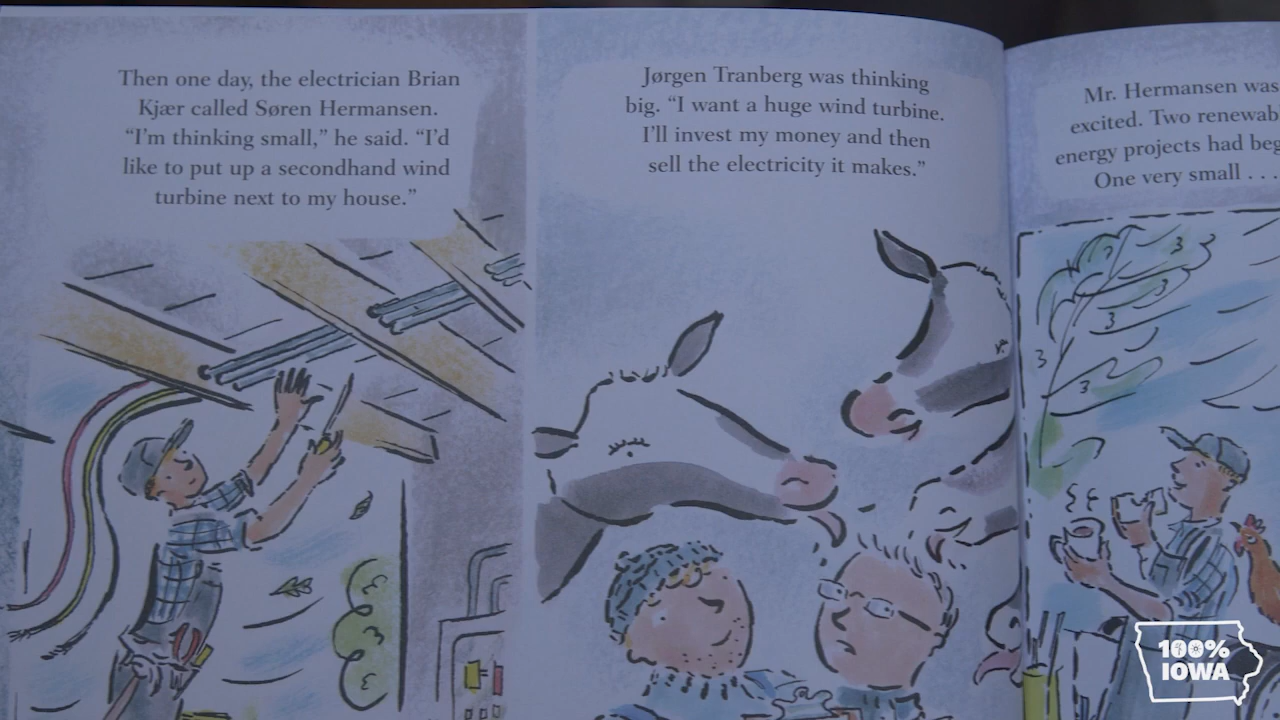 Then one day, the electrician Brian
Kjær called Søren Hermansen.
“I’m thinking small,” he said. “I’d
like to put up a secondhand wind
turbine next to my house.”
Jørgen Tranberg was thinking
big. “I want a huge wind turbine.
I’ll invest my money and then
sell the electricity it makes.”
Mr. Hermansen was
excited. Two renewab
energy projects had beg
One very small . . .
100%
IOWA